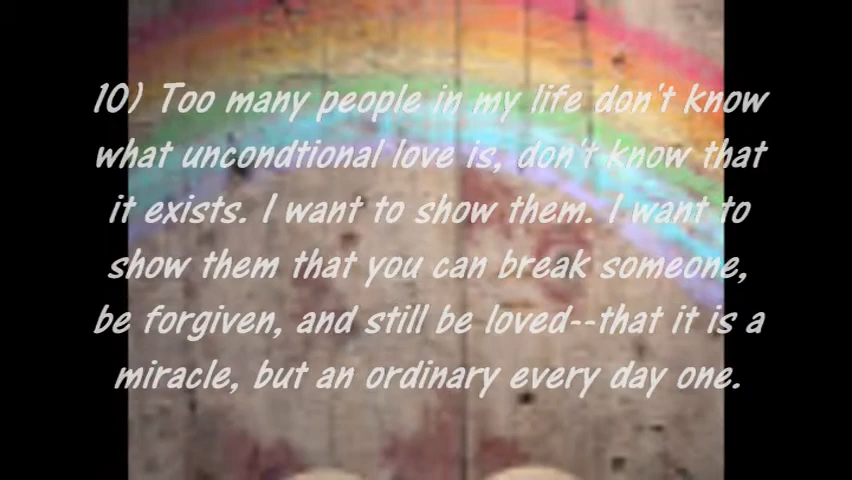 10) Too many people in my life don't know
what uncondtional love is, don't know that
it exists. I want to show them. I want to
show them that you can break someone,
be forgiven, and still be loved--that it is a
miracle, but an ordinary every day one.